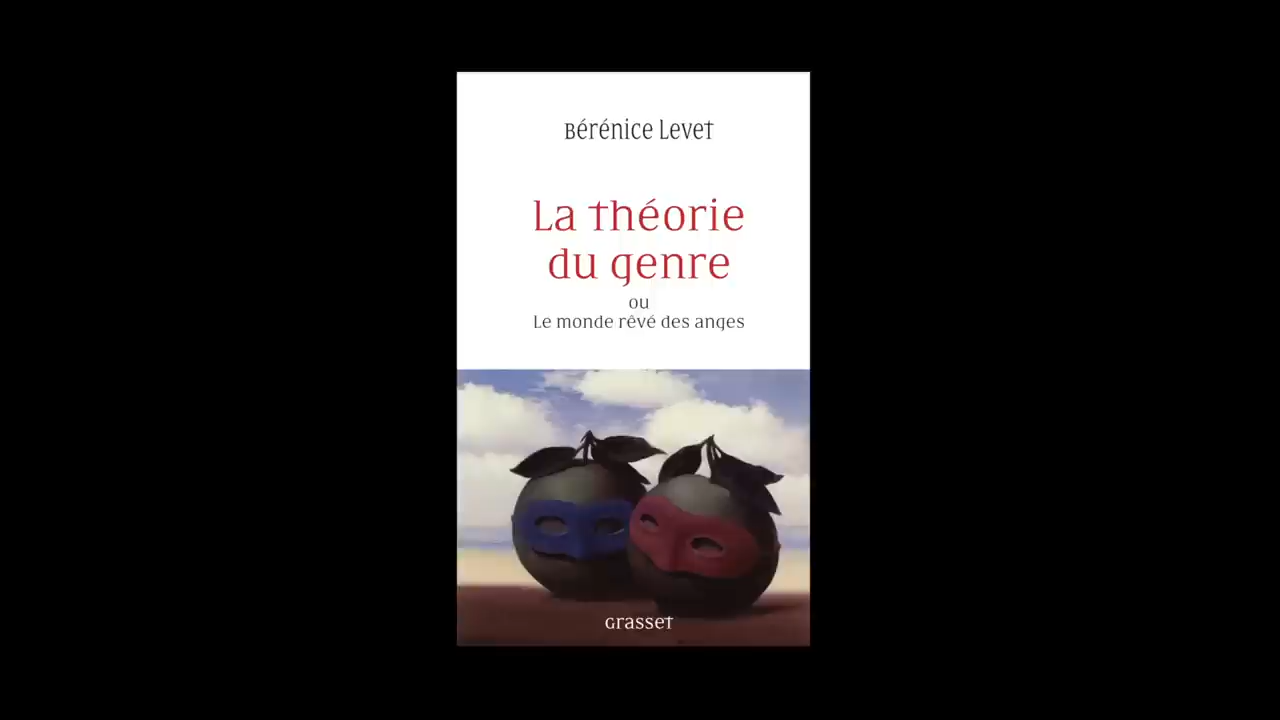 Bérénice Levet
La théorie
du genre
ou
Le monde rêvé des anges
Grasset